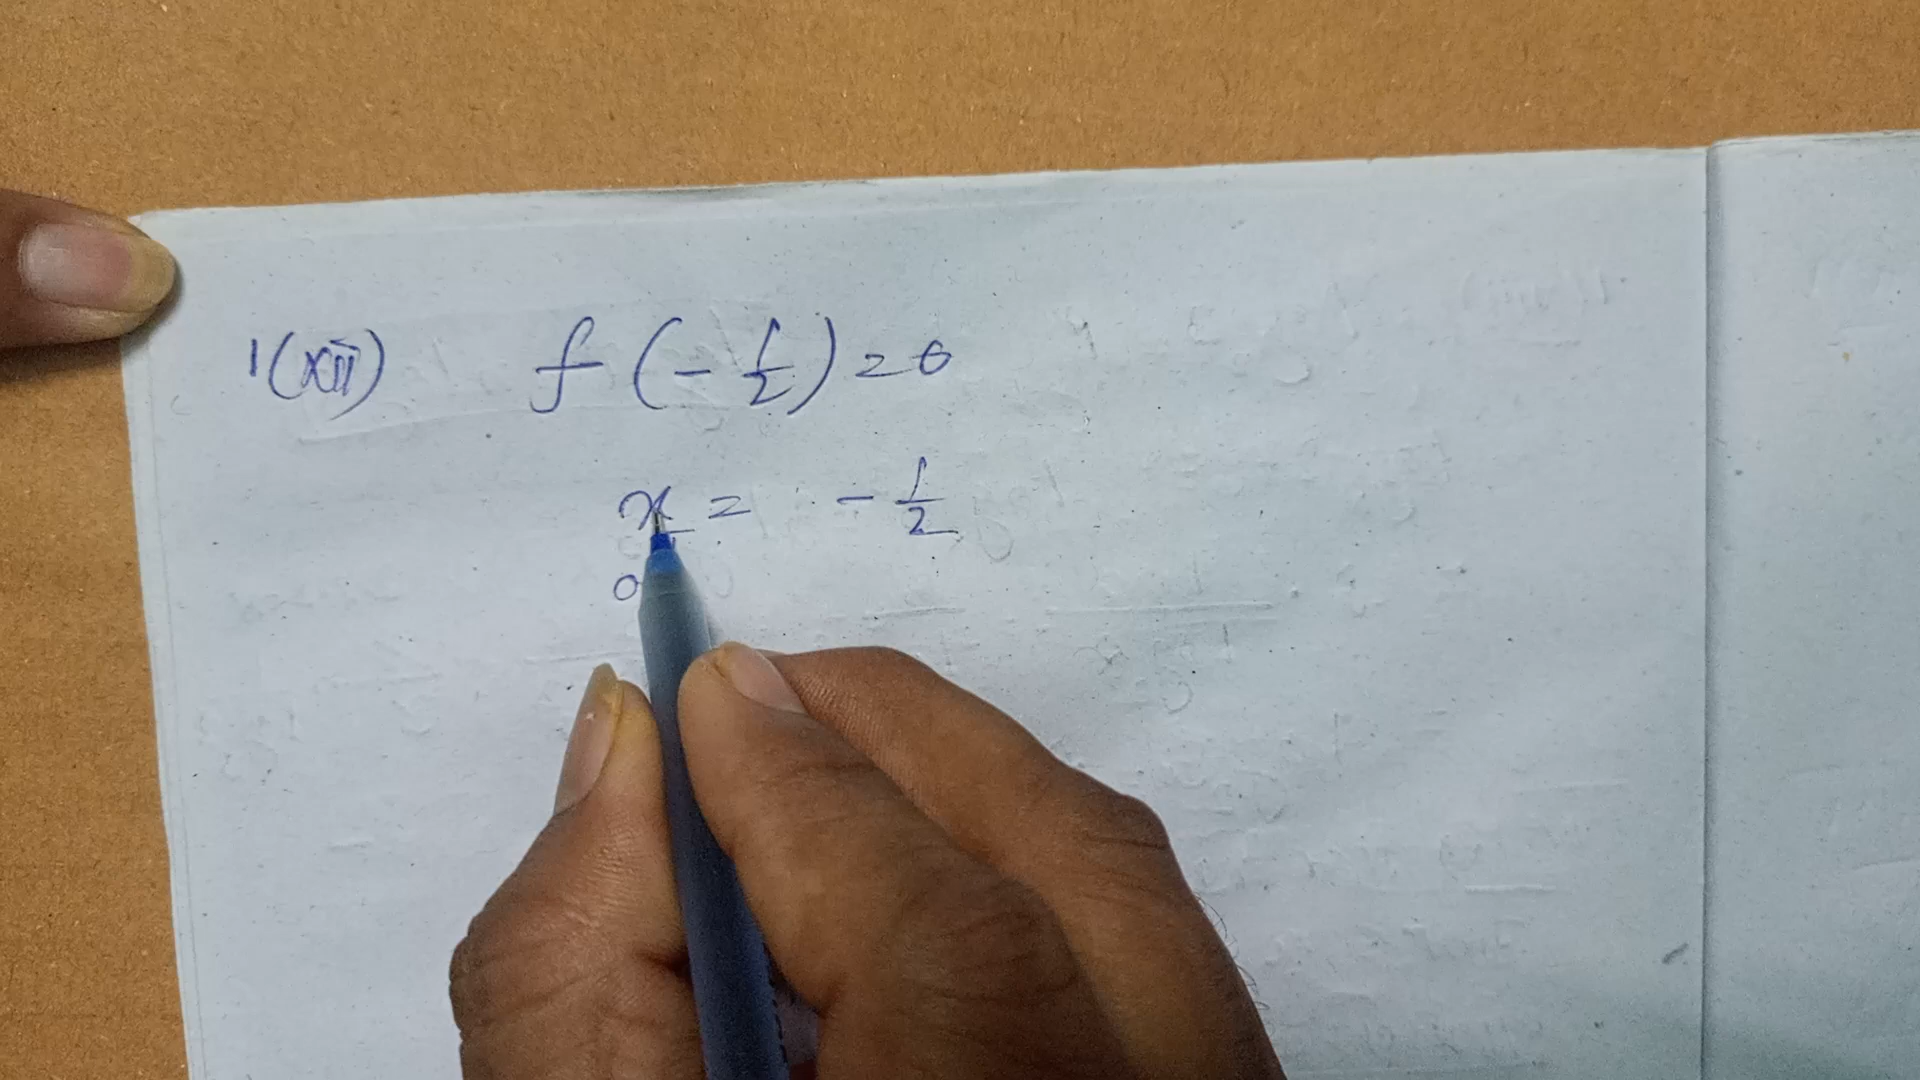 1(xii) f(-1/2)=0
x = -1/2